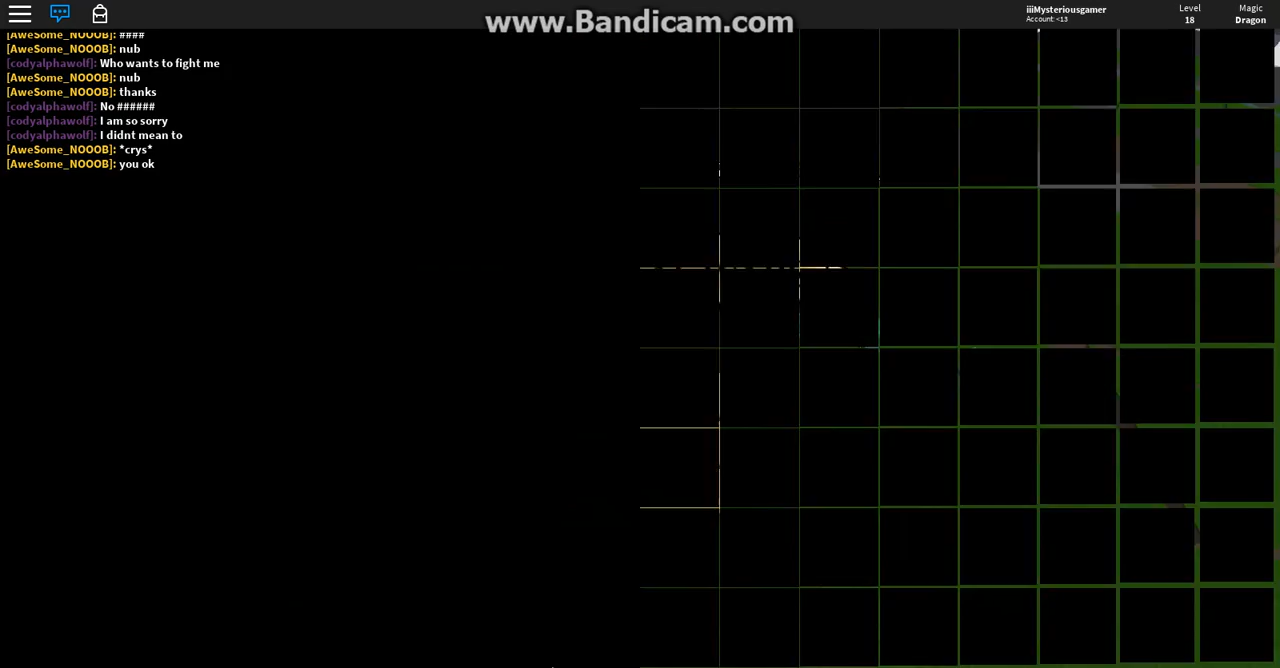 www.Bandicam.com
iiiMysteriousgamer
Account: <13
Level
18
Magic
Dragon
[AweSome_NOOOB]: ####
[AweSome_NOOOB]: nub
[codyalphawolf]: Who wants to fight me
[AweSome_NOOOB]: nub
[AweSome_NOOOB]: thanks
[codyalphawolf]: No ######
[codyalphawolf]: I am so sorry
[codyalphawolf]: I didnt mean to
[AweSome_NOOOB]: *crys*
[AweSome_NOOOB]: you ok